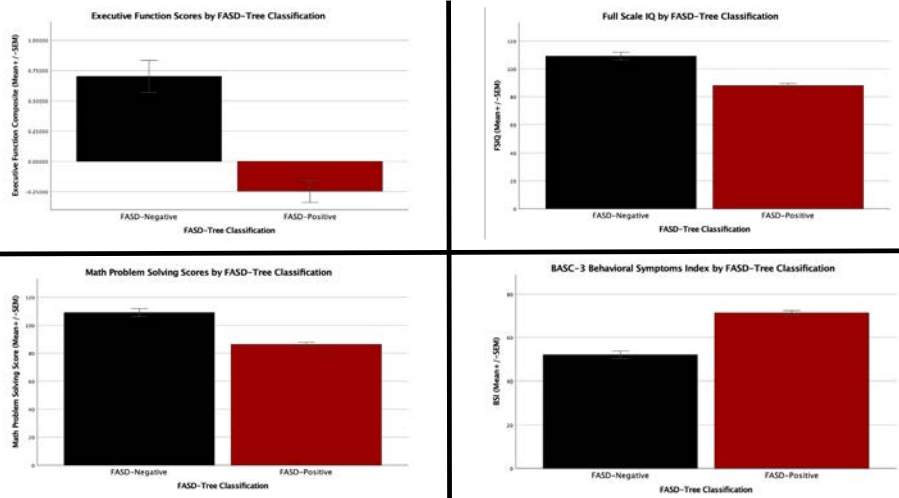 Executive Function Scores by FASD-Tree Classification
Executive Function Composite (Mean+/-SEM)
1.00000
0.75000
0.50000
0.25000
0.00000
-0.25000
FASD-Negative
FASD-Positive
FASD-Tree Classification
Full Scale IQ by FASD-Tree Classification
FSIQ (Mean+/-SEM)
120
100
80
60
40
20
0
FASD-Negative
FASD-Positive
FASD-Tree Classification
Math Problem Solving Scores by FASD-Tree Classification
Math Problem Solving Score (Mean+/-SEM)
120
100
80
60
40
20
0
FASD-Negative
FASD-Positive
FASD-Tree Classification
BASC-3 Behavioral Symptoms Index by FASD-Tree Classification
BSI (Mean+/-SEM)
80
60
40
20
0
FASD-Negative
FASD-Positive
FASD-Tree Classification